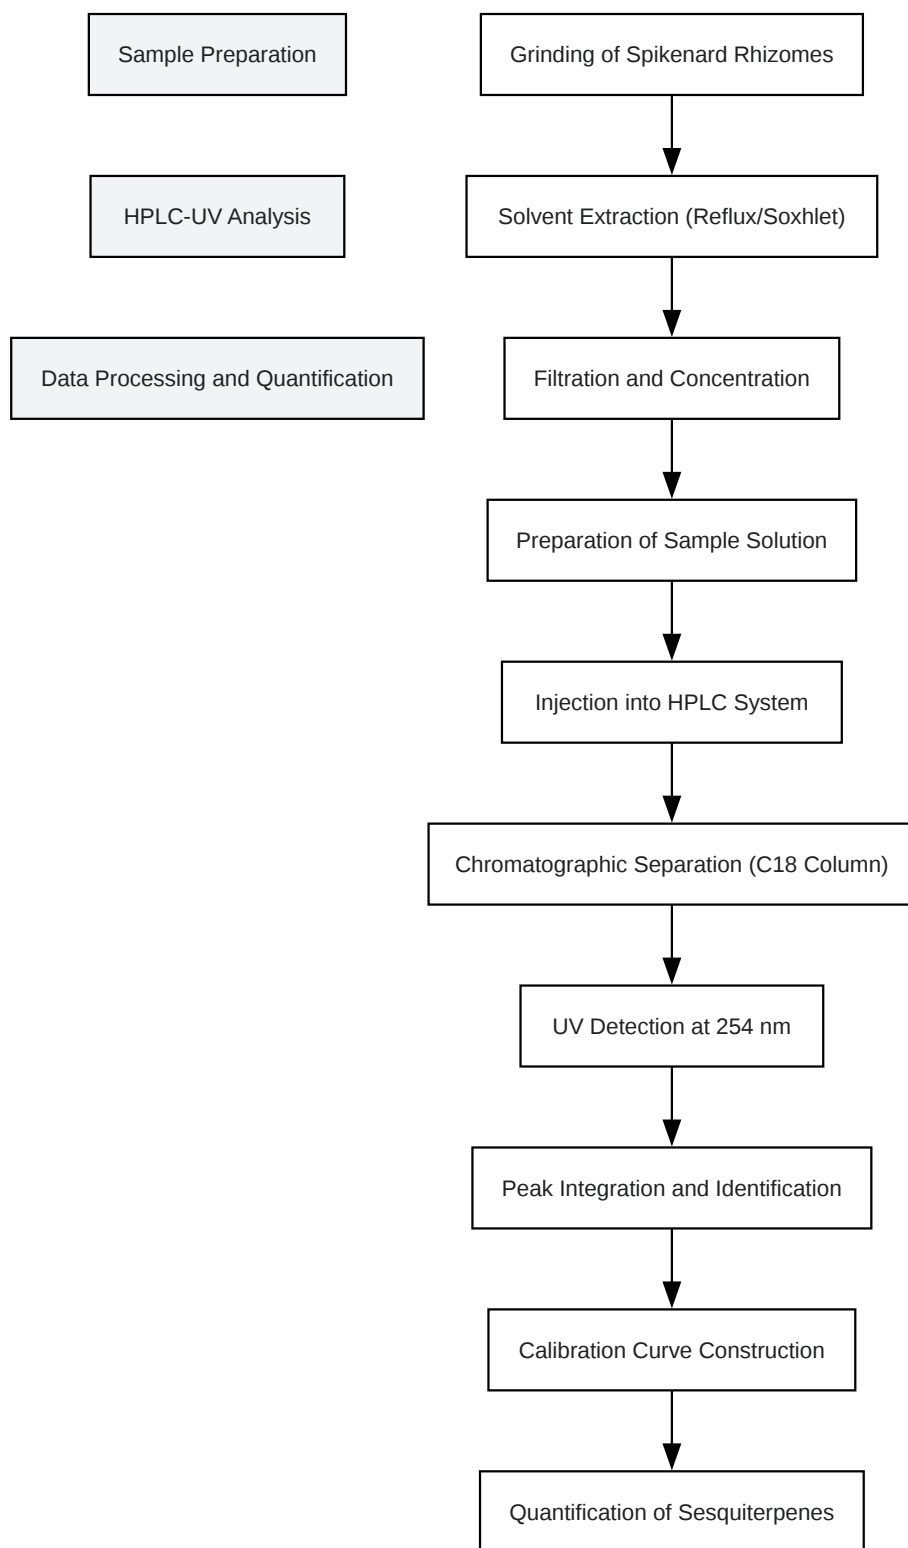 Sample Preparation
Grinding of Spikenard Rhizomes
HPLC-UV Analysis
Solvent Extraction (Reflux/Soxhlet)
Data Processing and Quantification
Filtration and Concentration
Preparation of Sample Solution
Injection into HPLC System
Chromatographic Separation (C18 Column)
UV Detection at 254 nm
Peak Integration and Identification
Calibration Curve Construction
Quantification of Sesquiterpenes